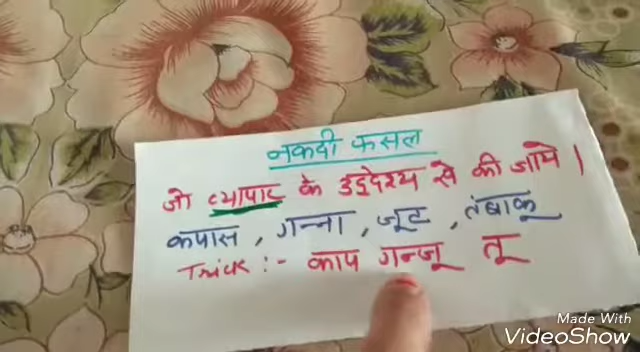 नकदी फसल
जो व्यापार के उद्देश्य से की जाये।
कपास, गन्ना, जूट, तंबाकू
Trick :- काप गन्जू तू
Made With
VideoShow